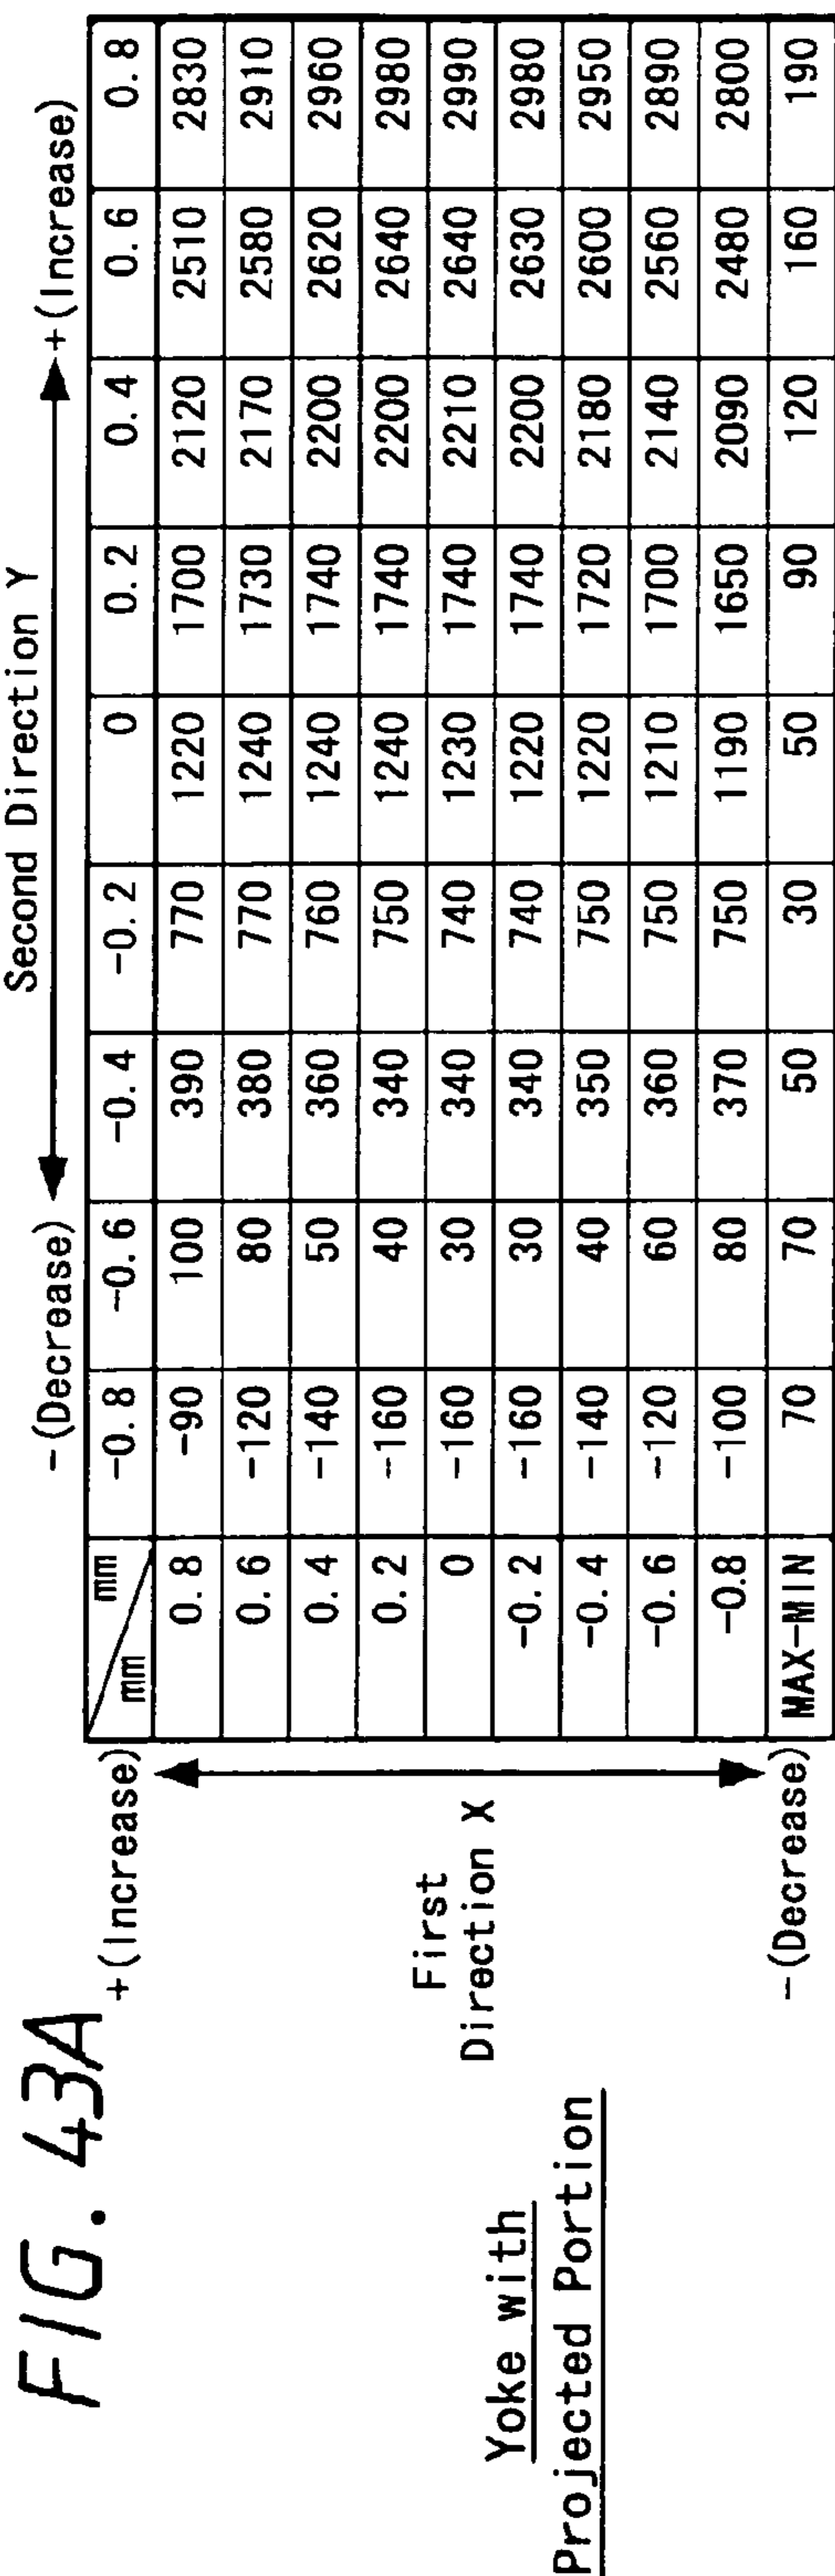 FIG. 43A
Yoke with
Projected Portion
Second Direction Y
-(Decrease) +(Increase)
+(Increase)
First
Direction X
-(Decrease)
mm mm -0.8 -0.6 -0.4 -0.2 0 0.2 0.4 0.6 0.8
0.8 -90 100 390 770 1220 1700 2120 2510 2830
0.6 -120 80 380 770 1240 1730 2170 2580 2910
0.4 -140 50 360 760 1240 1740 2200 2620 2960
0.2 -160 40 340 750 1240 1740 2200 2640 2980
0 -160 30 340 740 1230 1740 2210 2640 2990
-0.2 -160 30 340 740 1220 1740 2200 2630 2980
-0.4 -140 40 350 750 1220 1720 2180 2600 2950
-0.6 -120 60 360 750 1210 1700 2140 2560 2890
-0.8 -100 80 370 750 1190 1650 2090 2480 2800
MAX-MIN 70 70 50 30 50 90 120 160 190